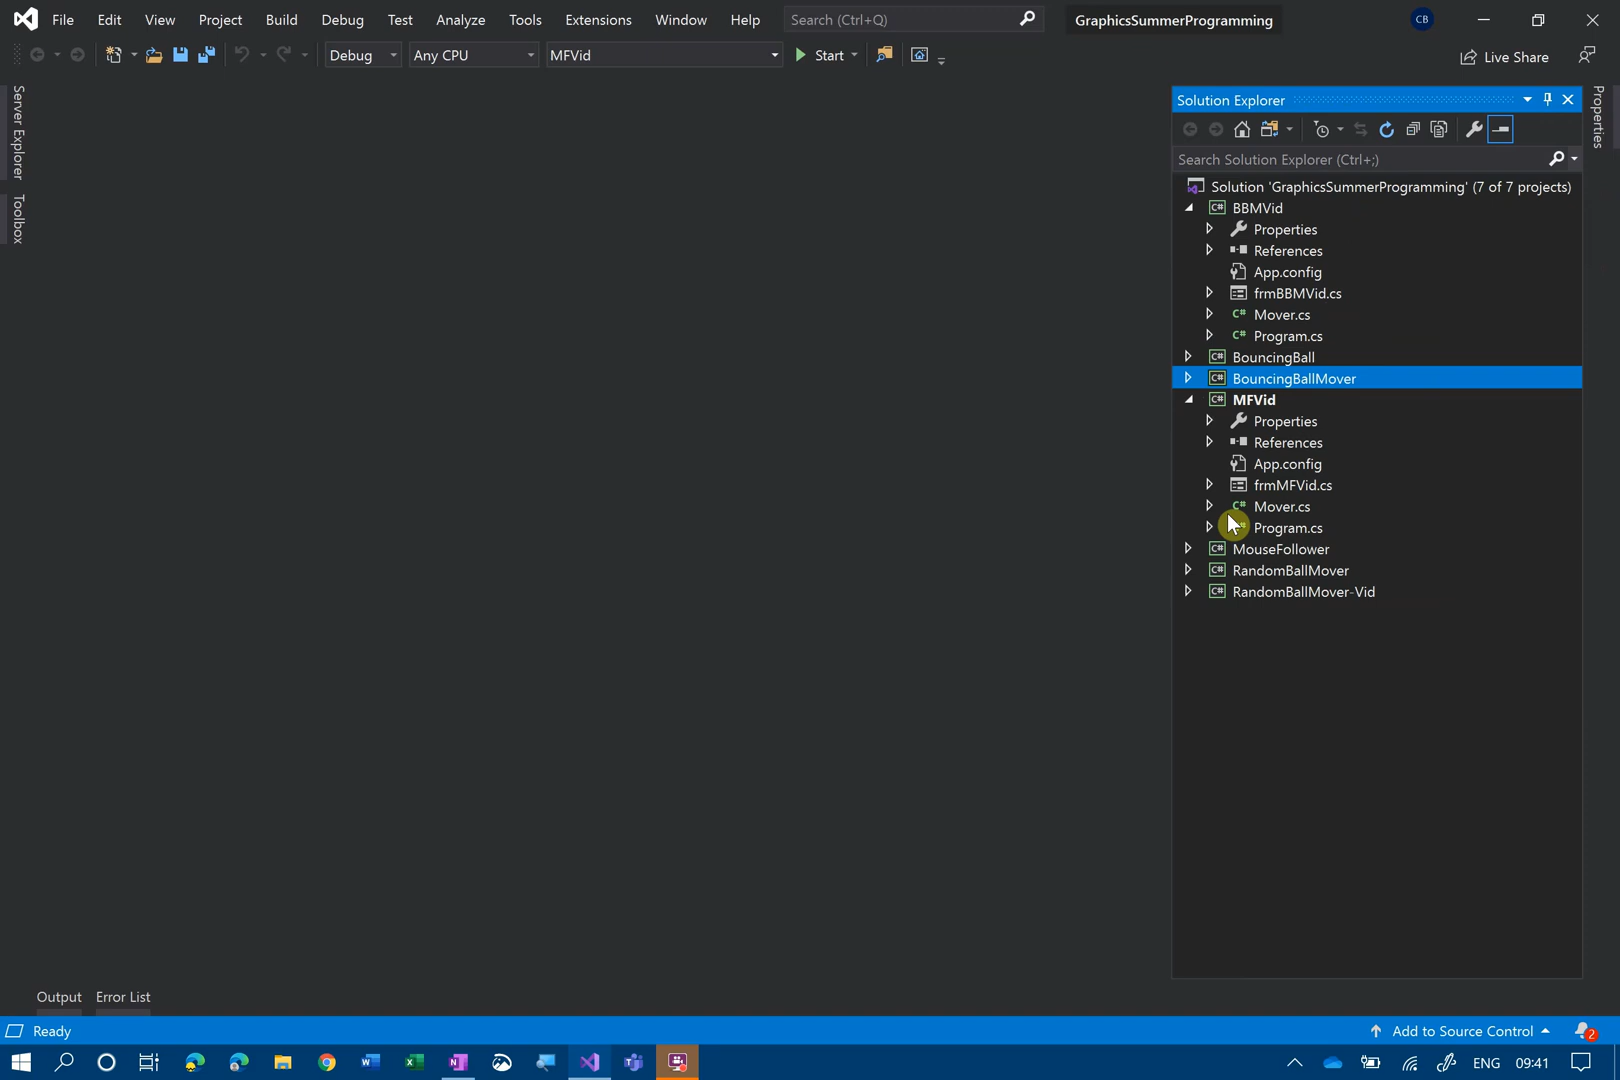 File Edit View Project Build Debug Test Analyze Tools Extensions Window Help Search (Ctrl+Q) GraphicsSummerProgramming CB
Debug Any CPU MFVid Start Live Share
Server Explorer
Toolbox
Solution Explorer
Search Solution Explorer (Ctrl+;)
Solution 'GraphicsSummerProgramming' (7 of 7 projects)
C# BBMVid
Properties
References
App.config
frmBBMVid.cs
C# Mover.cs
C# Program.cs
C# BouncingBall
C# BouncingBallMover
C# MFVid
Properties
References
App.config
frmMFVid.cs
C# Mover.cs
Program.cs
C# MouseFollower
C# RandomBallMover
C# RandomBallMover-Vid
Properties
Output Error List
Ready Add to Source Control 2
ENG 09:41